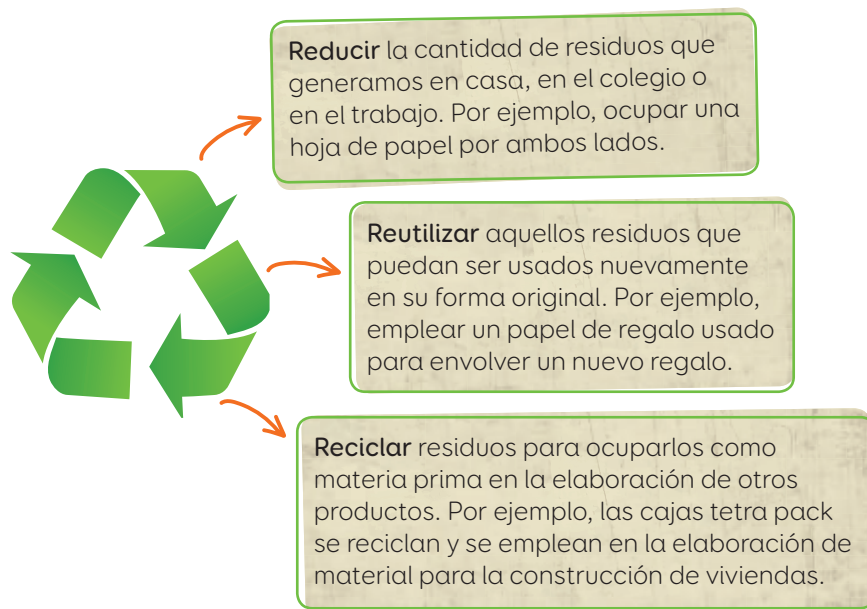 Reducir la cantidad de residuos que
generamos en casa, en el colegio o
en el trabajo. Por ejemplo, ocupar una
hoja de papel por ambos lados.
Reutilizar aquellos residuos que
puedan ser usados nuevamente
en su forma original. Por ejemplo,
emplear un papel de regalo usado
para envolver un nuevo regalo.
Reciclar residuos para ocuparlos como
materia prima en la elaboración de otros
productos. Por ejemplo, las cajas tetra pack
se reciclan y se emplean en la elaboración de
material para la construcción de viviendas.